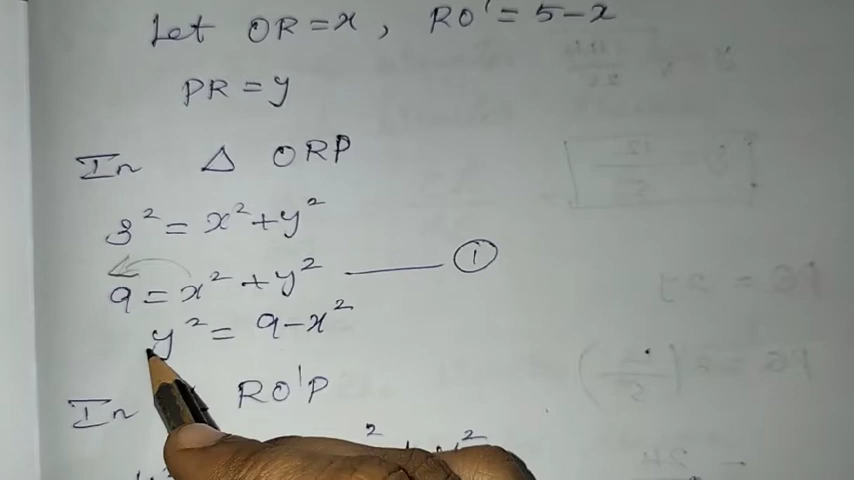 Let OR = x, RO' = 5 - x
PR = y
In △ ORP
3² = x² + y²
9 = x² + y² —— ①
y² = 9 - x²
In RO'P